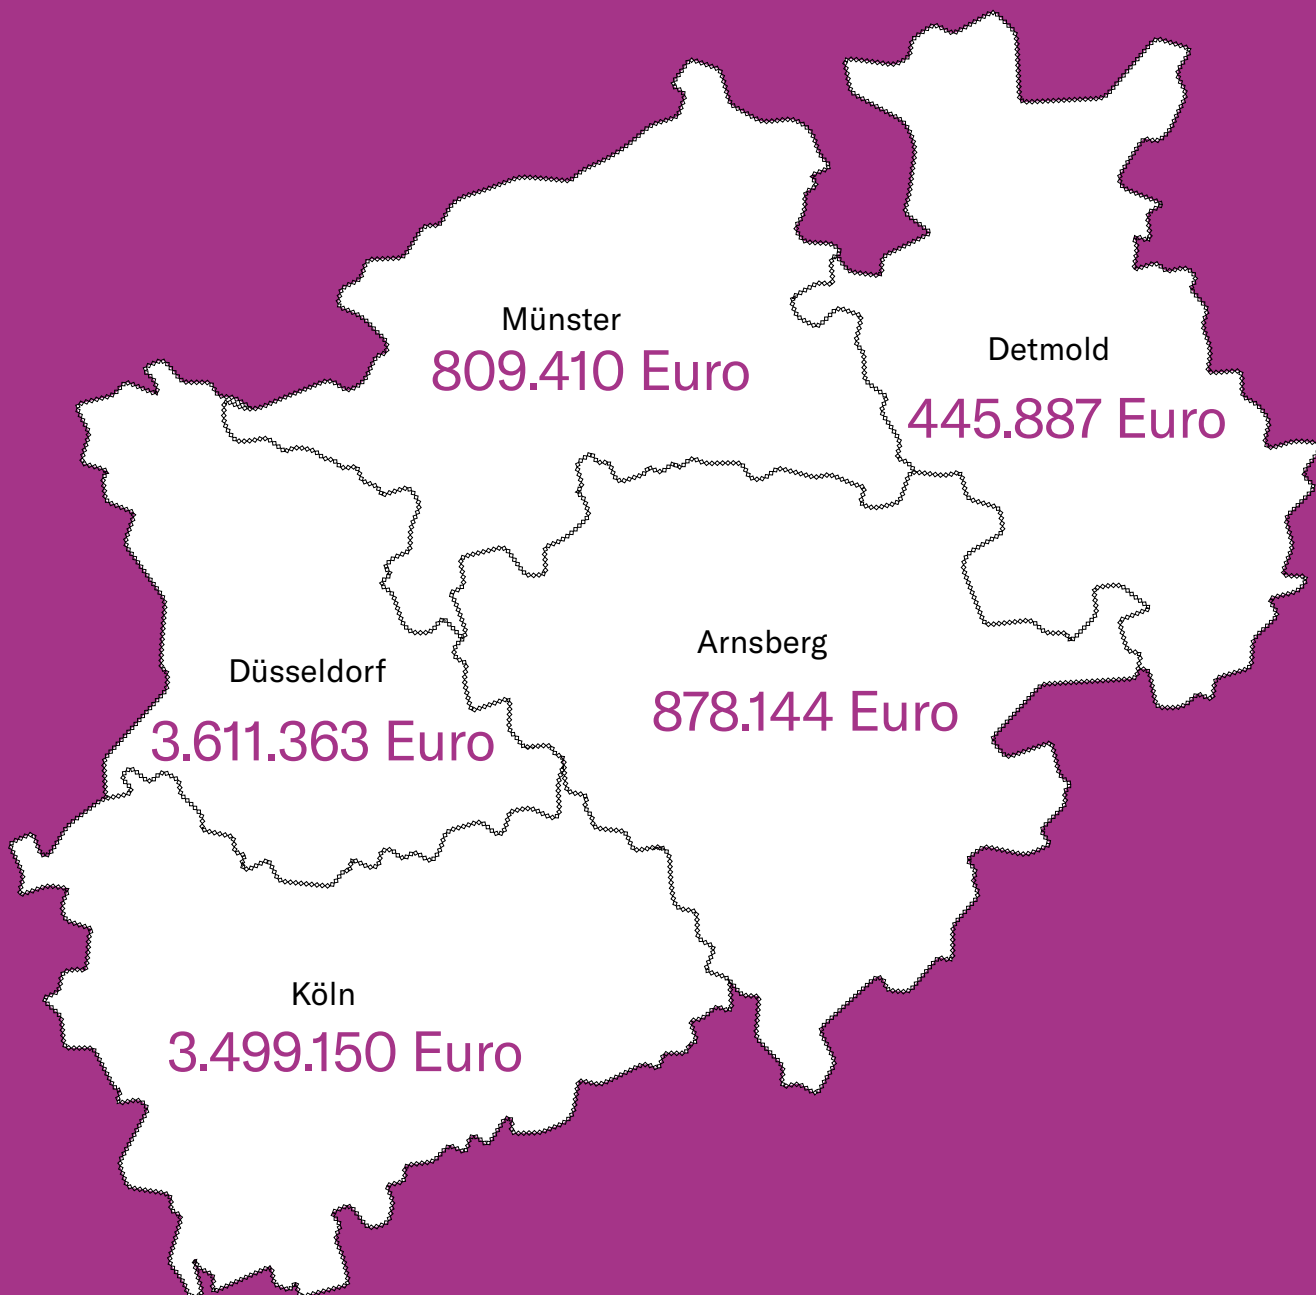 Münster
809.410 Euro
Detmold
445.887 Euro
Arnsberg
878.144 Euro
Düsseldorf
3.611.363 Euro
Köln
3.499.150 Euro